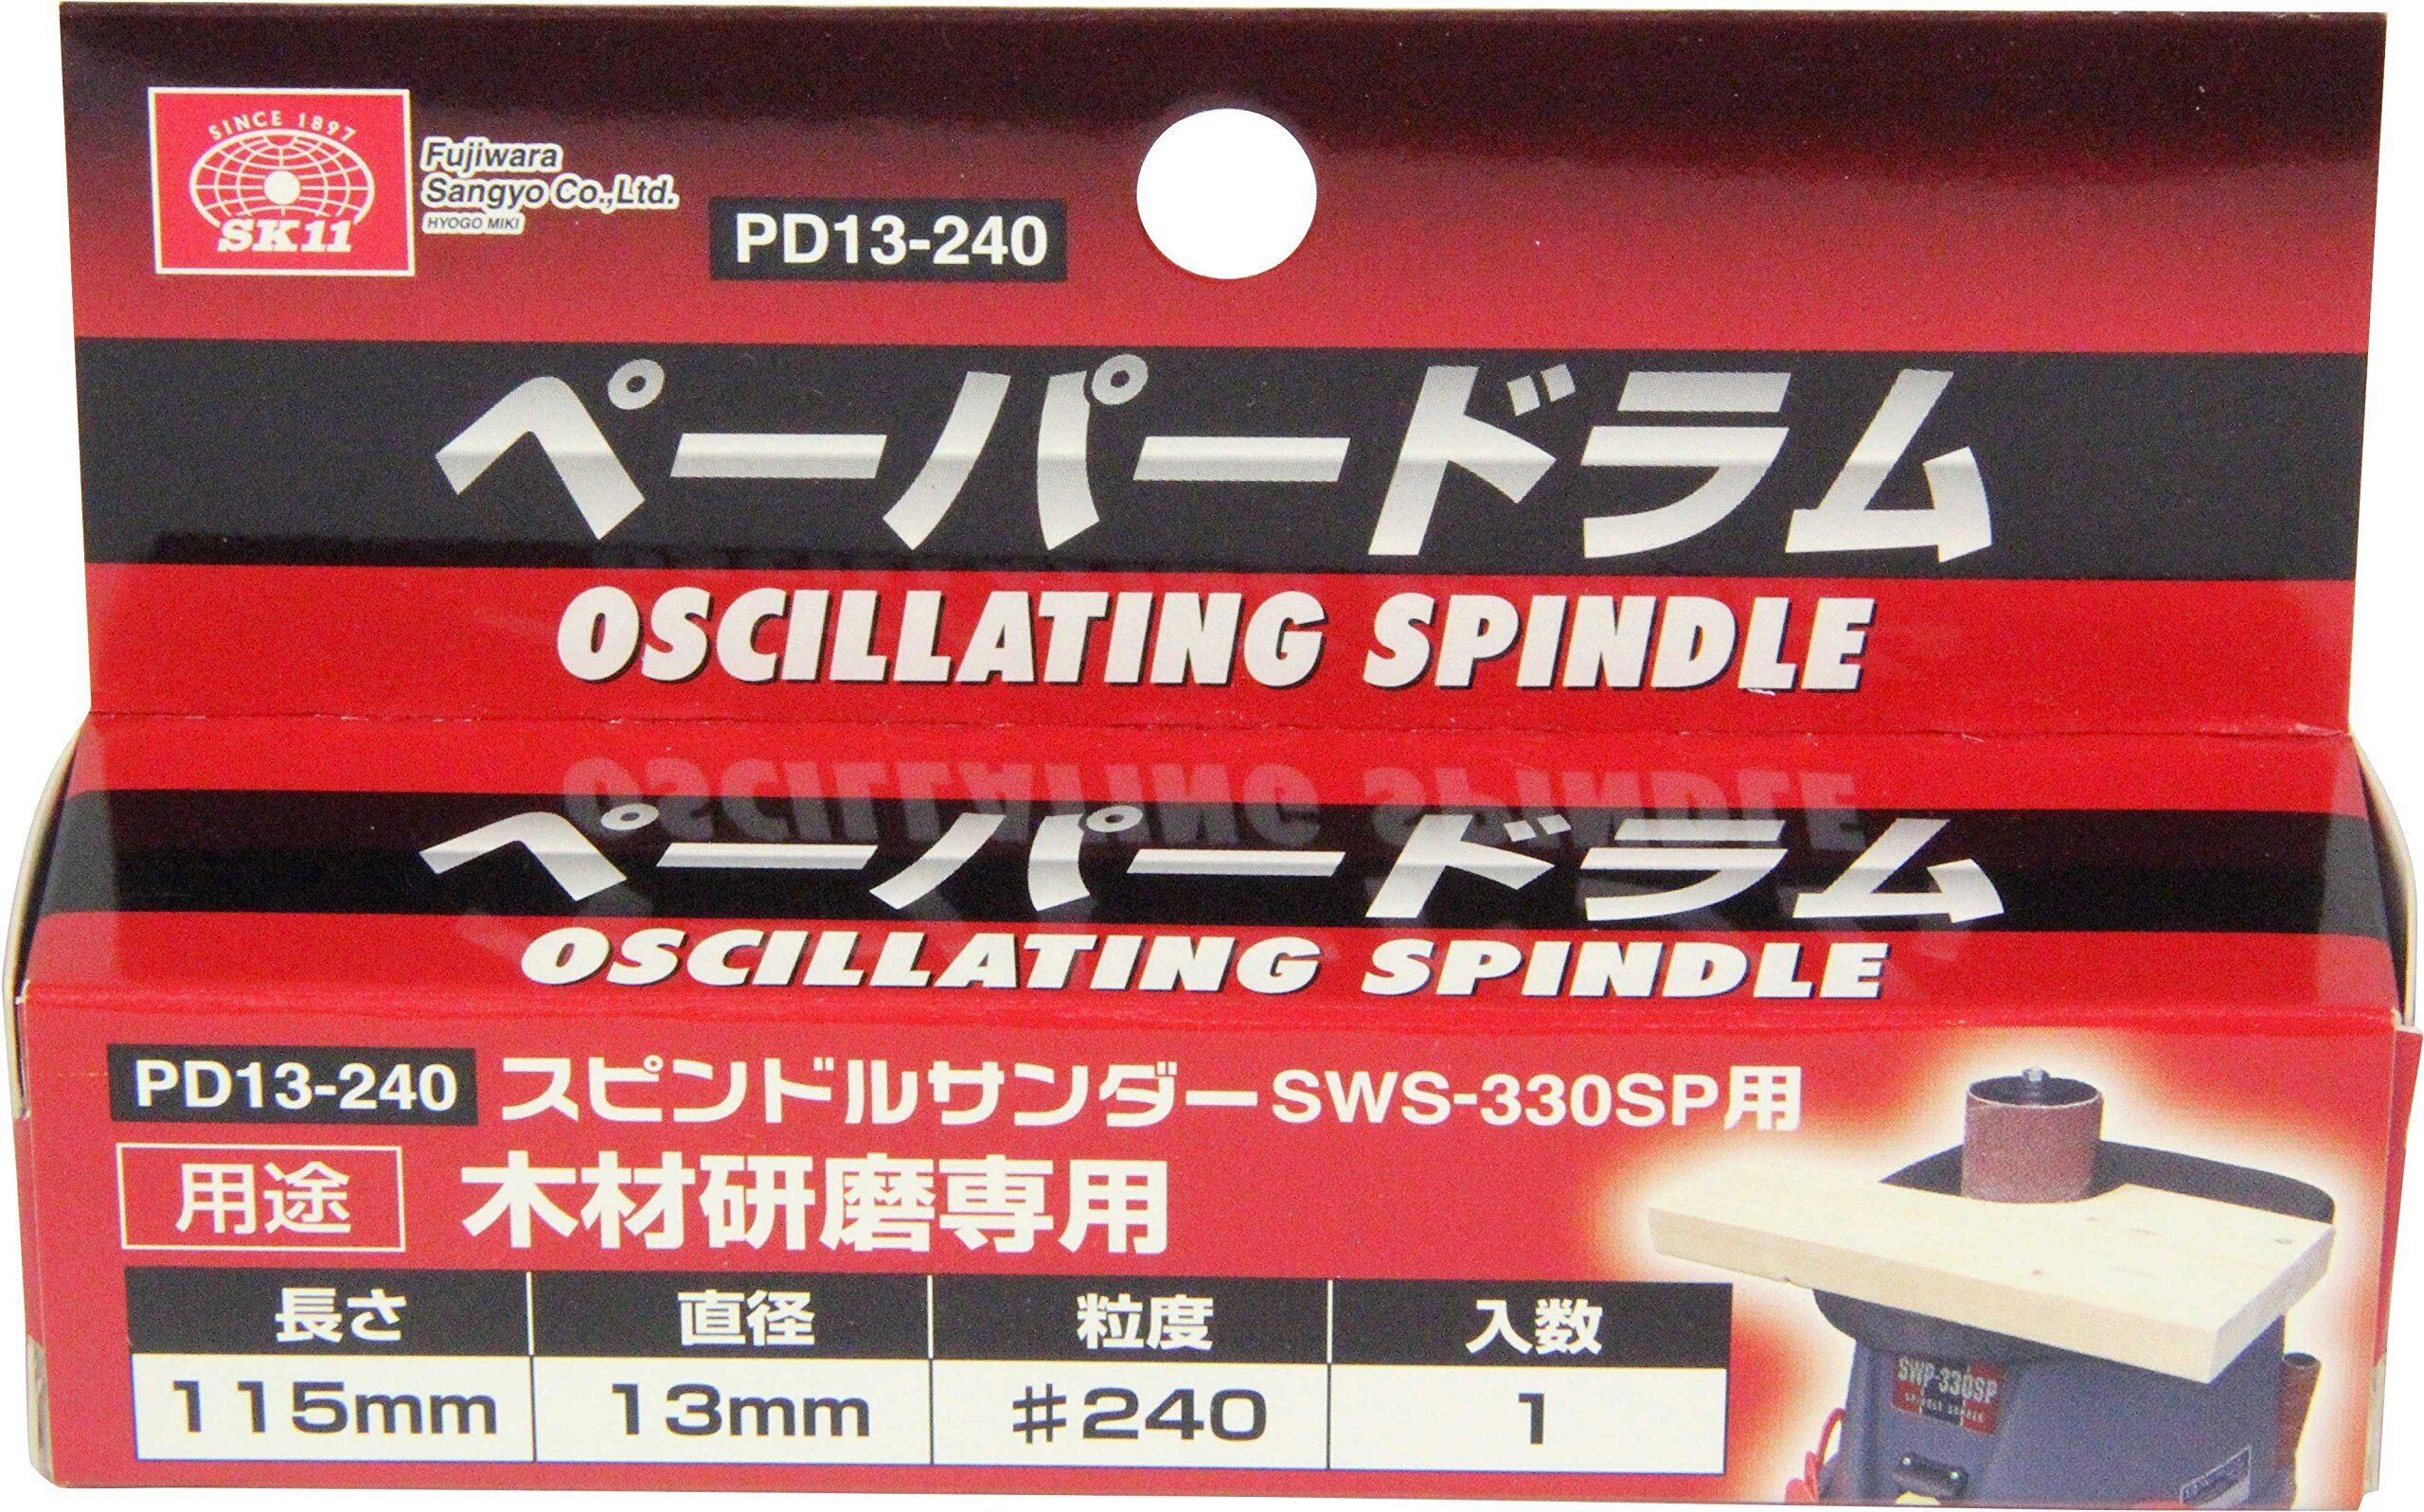 SINCE 1897
SK11
Fujiwara
Sangyo Co.,Ltd.
HYOGO MIKI
PD13-240
ペーパードラム
OSCILLATING SPINDLE
ペーパードラム
OSCILLATING SPINDLE
PD13-240 スピンドルサンダーSWS-330SP用
用途 木材研磨専用
長さ 直径 粒度 入数
115mm 13mm #240 1
SWP-330SP
SPINDLE SANDER